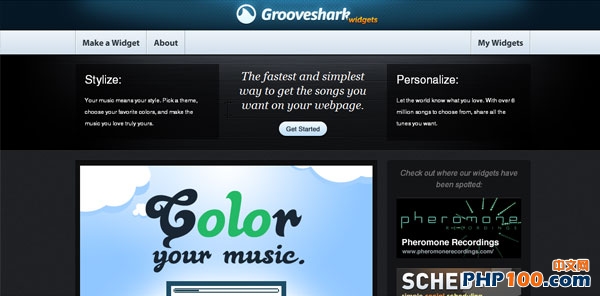 Grooveshark widgets
Make a Widget
About
My Widgets
Stylize:
Your music means your style. Pick a theme,
choose your favorite colors, and make
the music you love truly yours.
The fastest and simplest
way to get the songs you
want on your webpage.
Get Started
Personalize:
Let the world know what you love. With over 6
million songs to choose from, share all the
tunes you want.
Color
your music.
Check out where our widgets have
been spotted:
pheromone
RECORDINGS
Pheromone Recordings
www.pheromonerecordings.com/
SCHED
simple social scheduling
PHP100.com
中文网